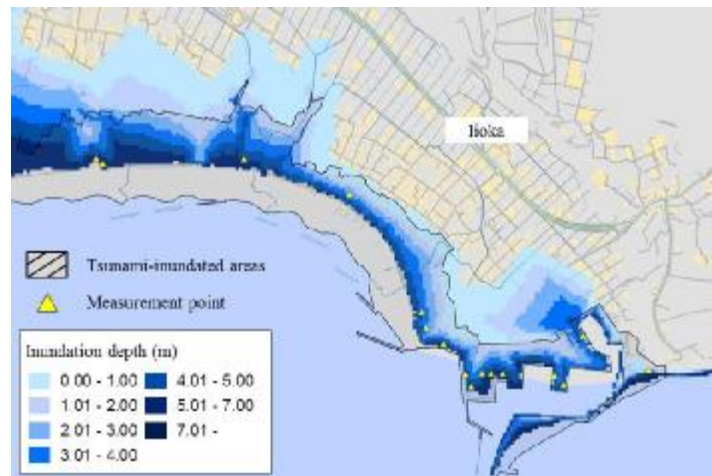 Iioka
Tsunami-inundated areas
Measurement point
Inundation depth (m)
0.00 - 1.00 4.01 - 5.00
1.01 - 2.00 5.01 - 7.00
2.01 - 3.00 7.01 -
3.01 - 4.00